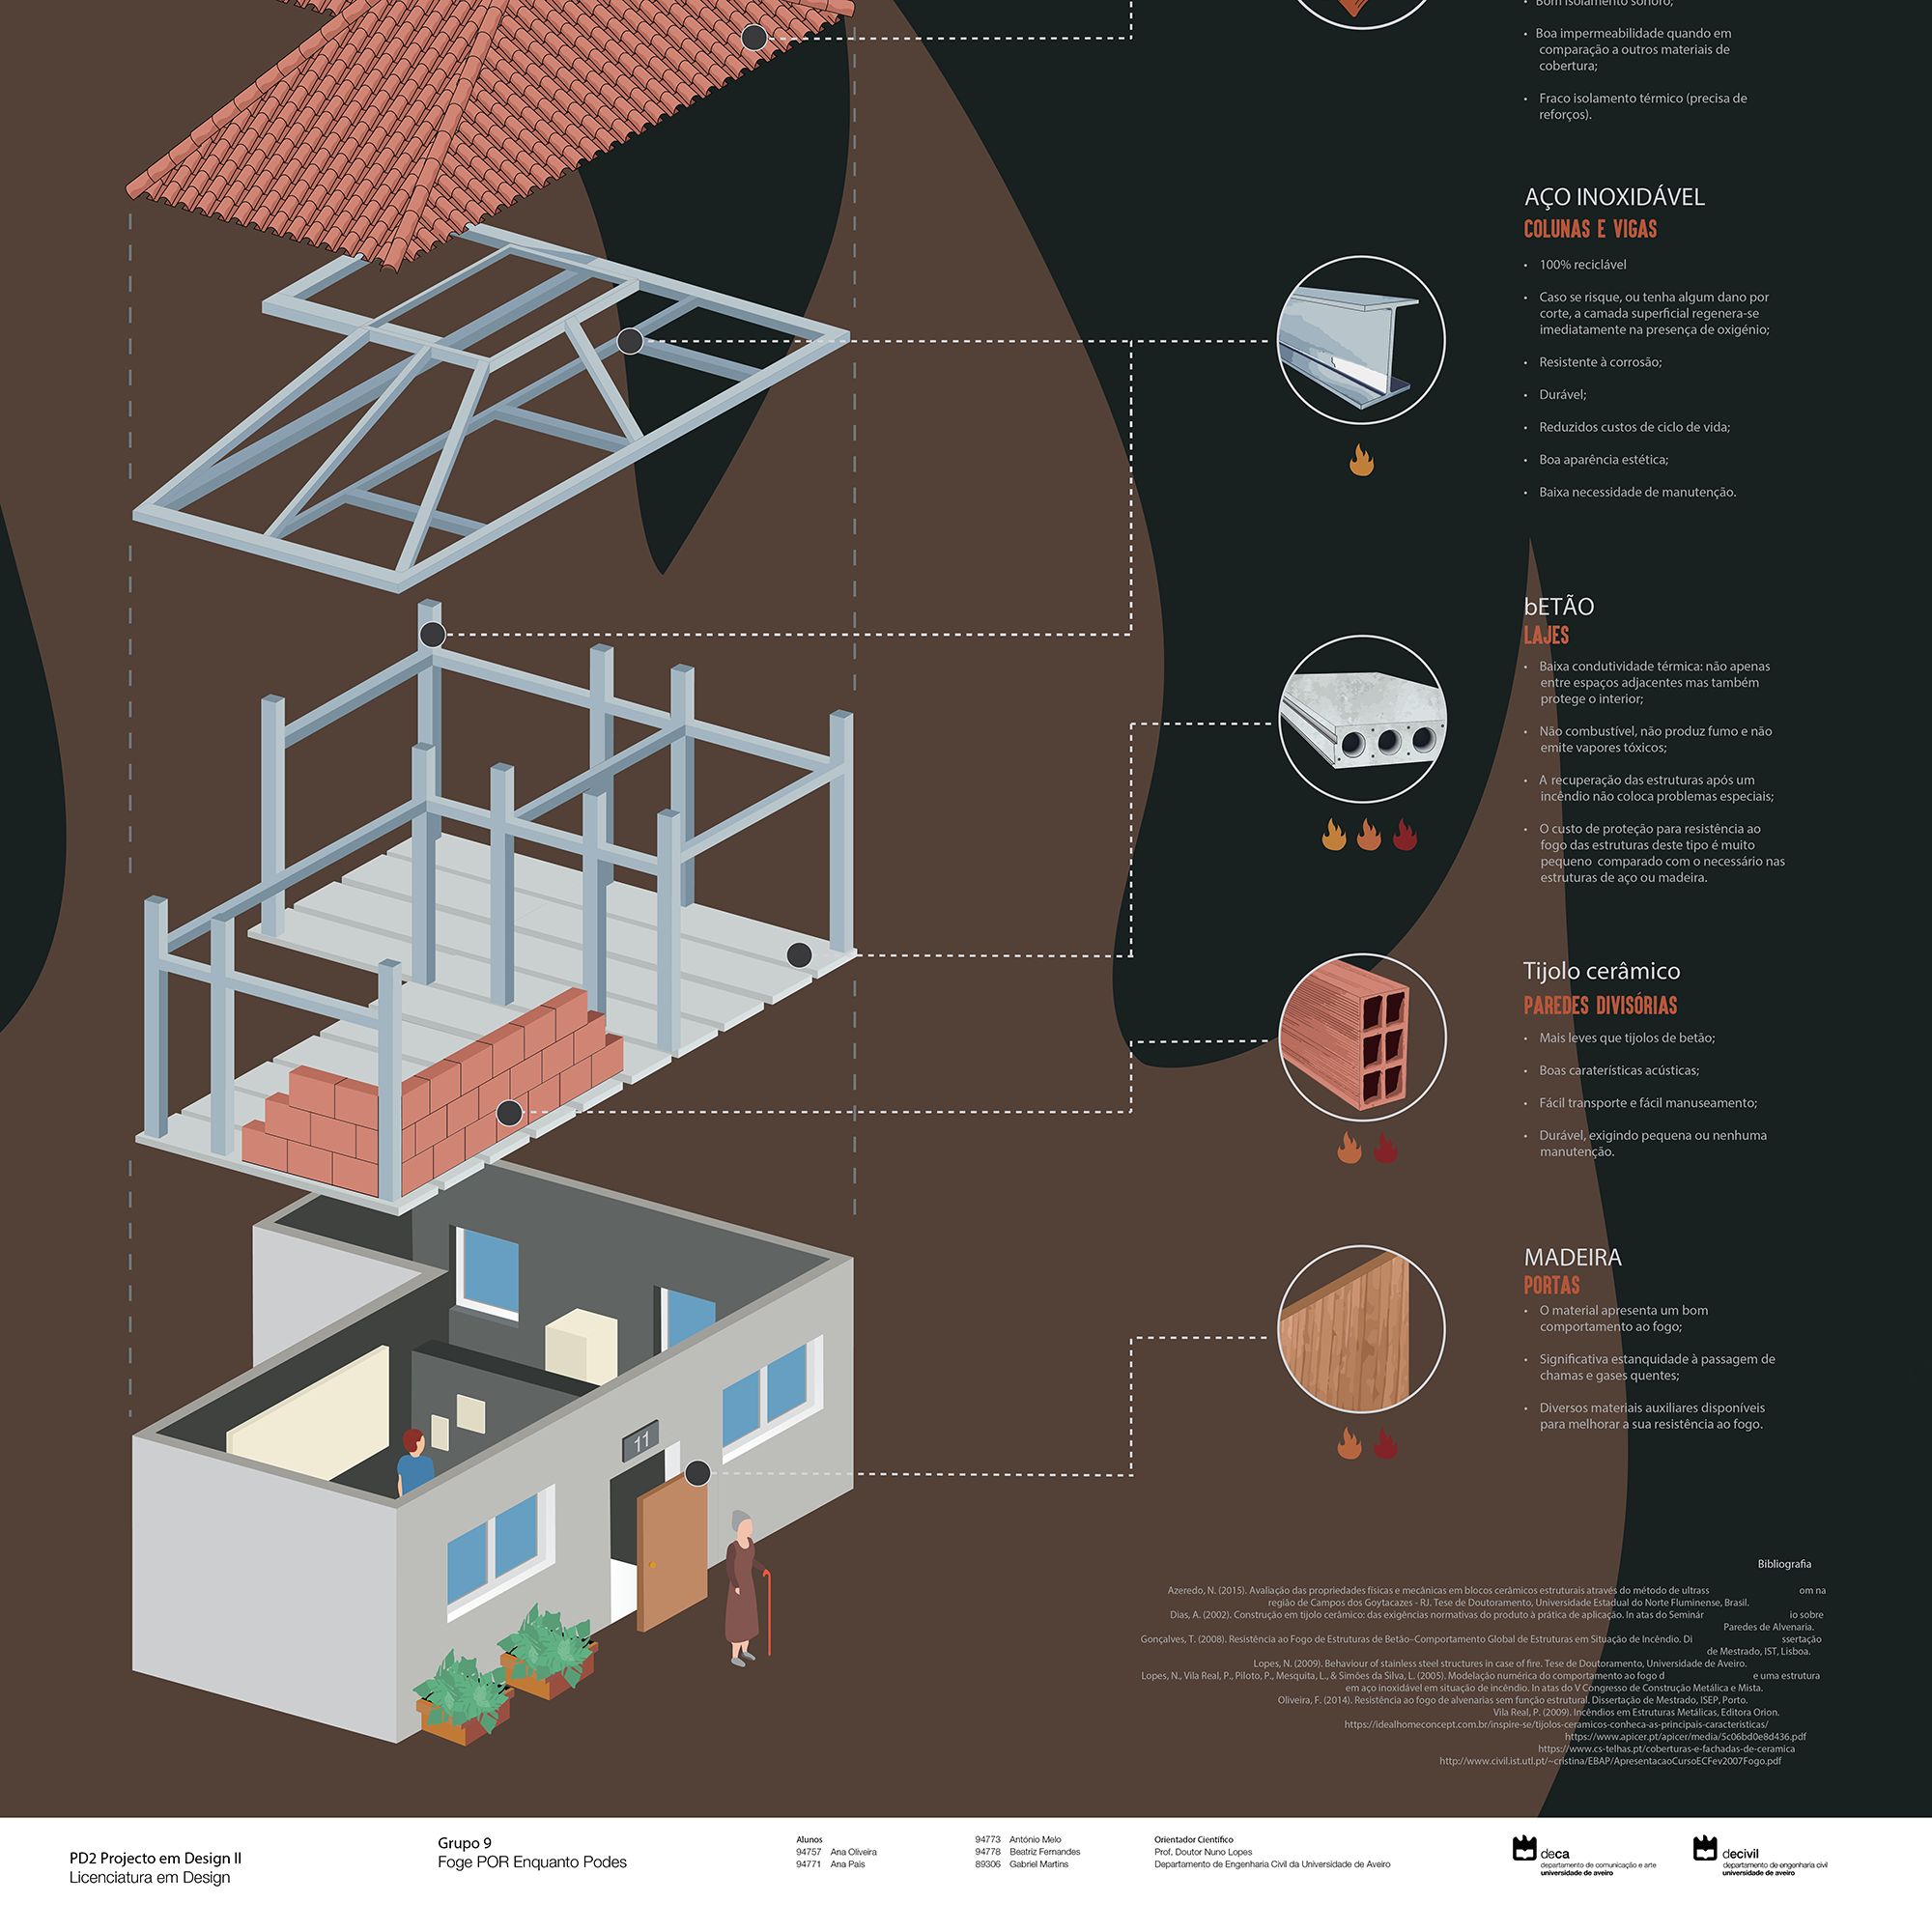 • Bom isolamento sonoro;
• Boa impermeabilidade quando em
comparação a outros materiais de
cobertura;
• Fraco isolamento térmico (precisa de
reforços).
AÇO INOXIDÁVEL
COLUNAS E VIGAS
• 100% reciclável
• Caso se risque, ou tenha algum dano por
corte, a camada superficial regenera-se
imediatamente na presença de oxigénio;
• Resistente à corrosão;
• Durável;
• Reduzidos custos de ciclo de vida;
• Boa aparência estética;
• Baixa necessidade de manutenção.
bETÃO
LAJES
• Baixa condutividade térmica: não apenas
entre espaços adjacentes mas também
protege o interior;
• Não combustível, não produz fumo e não
emite vapores tóxicos;
• A recuperação das estruturas após um
incêndio não coloca problemas especiais;
• O custo de proteção para resistência ao
fogo das estruturas deste tipo é muito
pequeno comparado com o necessário nas
estruturas de aço ou madeira.
Tijolo cerâmico
PAREDES DIVISÓRIAS
• Mais leves que tijolos de betão;
• Boas caraterísticas acústicas;
• Fácil transporte e fácil manuseamento;
• Durável, exigindo pequena ou nenhuma
manutenção.
MADEIRA
PORTAS
• O material apresenta um bom
comportamento ao fogo;
• Significativa estanquidade à passagem de
chamas e gases quentes;
• Diversos materiais auxiliares disponíveis
para melhorar a sua resistência ao fogo.
11
Bibliografia
Azeredo, N. (2015). Avaliação das propriedades físicas e mecânicas em blocos cerâmicos estruturais através do método de ultrass om na
região de Campos dos Goytacazes - RJ. Tese de Doutoramento, Universidade Estadual do Norte Fluminense, Brasil.
Dias, A. (2002). Construção em tijolo cerâmico: das exigências normativas do produto à prática de aplicação. In atas do Seminár io sobre
Paredes de Alvenaria.
Gonçalves, T. (2008). Resistência ao Fogo de Estruturas de Betão–Comportamento Global de Estruturas em Situação de Incêndio. Di ssertação
de Mestrado, IST, Lisboa.
Lopes, N. (2009). Behaviour of stainless steel structures in case of fire. Tese de Doutoramento, Universidade de Aveiro.
Lopes, N., Vila Real, P., Piloto, P., Mesquita, L., & Simões da Silva, L. (2005). Modelação numérica do comportamento ao fogo d e uma estrutura
em aço inoxidável em situação de incêndio. In atas do V Congresso de Construção Metálica e Mista.
Oliveira, F. (2014). Resistência ao fogo de alvenarias sem função estrutural. Dissertação de Mestrado, ISEP, Porto.
Vila Real, P. (2009). Incêndios em Estruturas Metálicas, Editora Orion.
https://idealhomeconcept.com.br/inspire-se/tijolos-ceramicos-conheca-as-principais-caracteristicas/
https://www.apicer.pt/apicer/media/5c06bd0e8d436.pdf
https://www.cs-telhas.pt/coberturas-e-fachadas-de-ceramica
http://www.civil.ist.utl.pt/~cristina/EBAP/ApresentacaoCursoECFev2007Fogo.pdf
PD2 Projecto em Design II
Licenciatura em Design
Grupo 9
Foge POR Enquanto Podes
Alunos
94757 Ana Oliveira
94771 Ana Pais
94773 António Melo
94778 Beatriz Fernandes
89306 Gabriel Martins
Orientador Científico
Prof. Doutor Nuno Lopes
Departamento de Engenharia Civil da Universidade de Aveiro
deca
departamento de comunicação e arte
universidade de aveiro
decivil
departamento de engenharia civil
universidade de aveiro